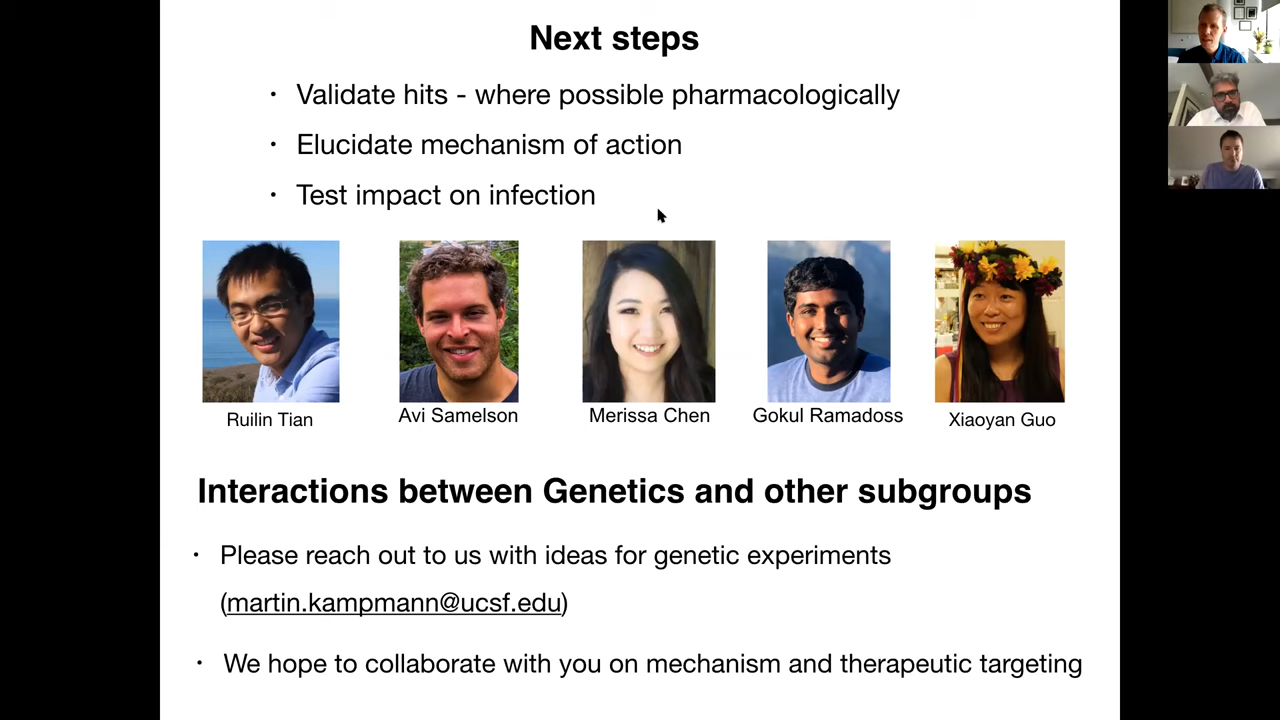 Next steps
• Validate hits - where possible pharmacologically
• Elucidate mechanism of action
• Test impact on infection
Ruilin Tian
Avi Samelson
Merissa Chen
Gokul Ramadoss
Xiaoyan Guo
Interactions between Genetics and other subgroups
• Please reach out to us with ideas for genetic experiments
(martin.kampmann@ucsf.edu)
• We hope to collaborate with you on mechanism and therapeutic targeting